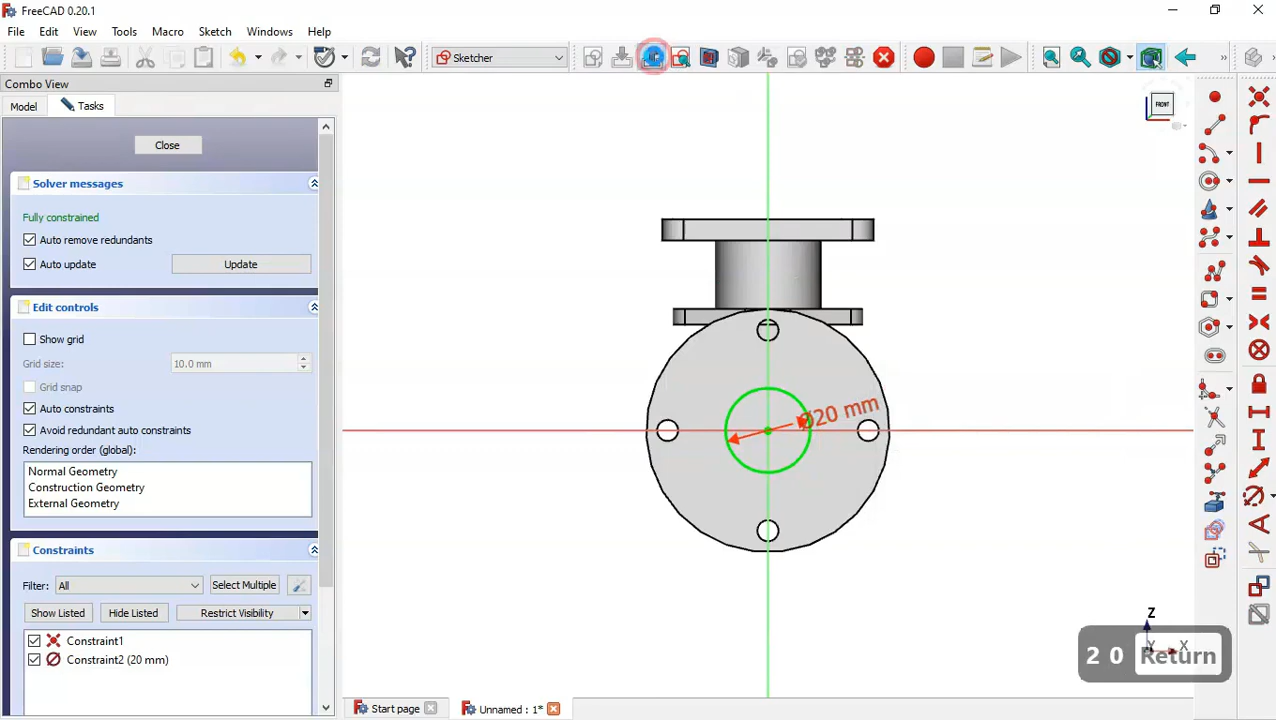 FreeCAD 0.20.1
File Edit Tools Macro Sketch Windows Help
Sketcher
Combo View
Model Tasks
Close
Solver messages
Fully constrained
Auto remove redundants
Auto update Update
Edit controls
Show grid
Grid size: 10.0 mm
Grid snap
Auto constraints
Avoid redundant auto constraints
Rendering order (global):
Normal Geometry
Construction Geometry
External Geometry
Constraints
Filter: All Select Multiple
Show Listed Hide Listed Restrict Visibility
Constraint1
Constraint2 (20 mm)
FRONT
Ø20 mm
Z
Y X
2 0 Return
Start page Unnamed : 1*